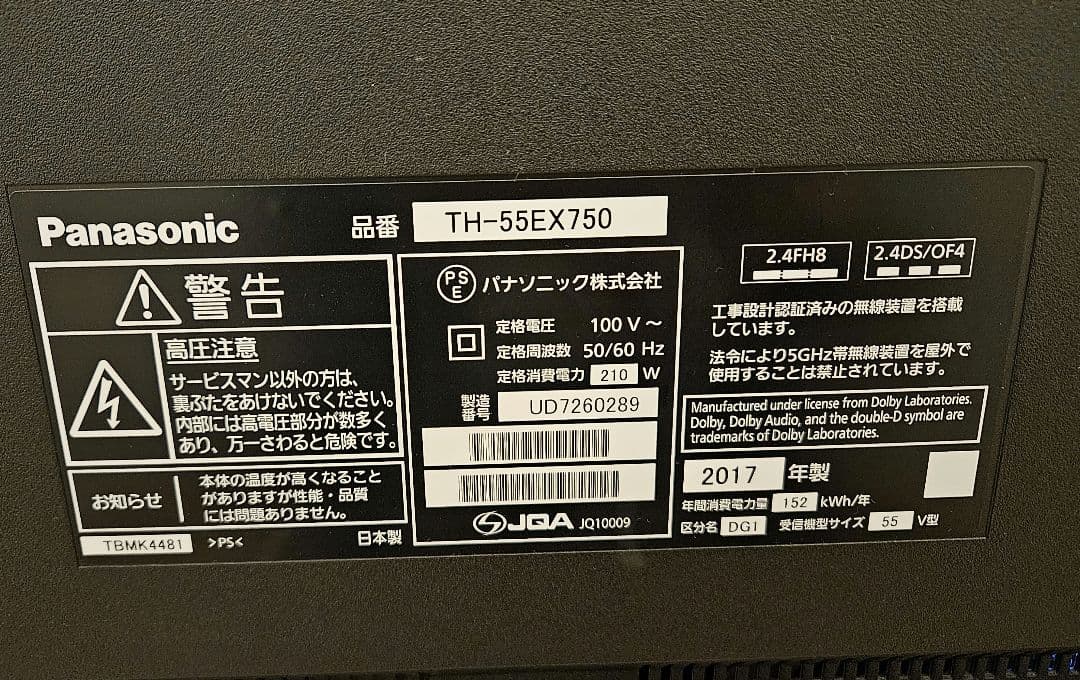 Panasonic
品番 TH-55EX750
警告
高圧注意
サービスマン以外の方は、
裏ぶたをあけないでください。
内部には高電圧部分が数多く
あり、万一さわると危険です。
お知らせ
本体の温度が高くなること
がありますが性能・品質
には問題ありません。
TBMK4481 >PS< 日本製
PSE パナソニック株式会社
定格電圧 100 V ~
定格周波数 50/60 Hz
定格消費電力 210 W
製造番号 UD7260289
JQA JQ10009
2.4FH8 2.4DS/OF4
工事設計認証済みの無線装置を搭載
しています。
法令により5GHz帯無線装置を屋外で
使用することは禁止されています。
Manufactured under license from Dolby Laboratories.
Dolby, Dolby Audio, and the double-D symbol are
trademarks of Dolby Laboratories.
2017 年製
年間消費電力量 152 kWh/年
区分名 DG1 受信機型サイズ 55 V型